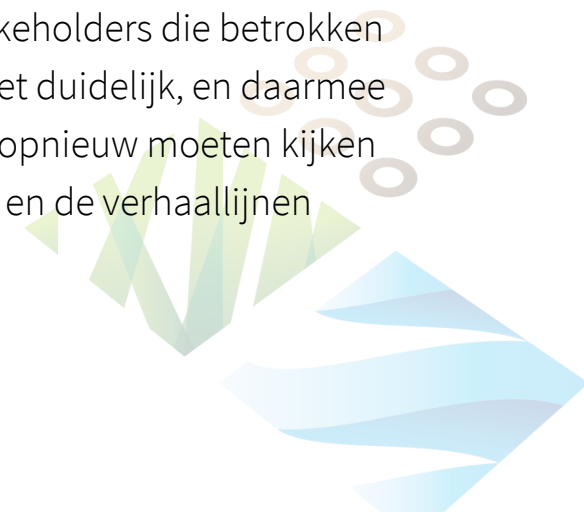 keholders die betrokken
et duidelijk, en daarmee
opnieuw moeten kijken
en de verhaallijnen